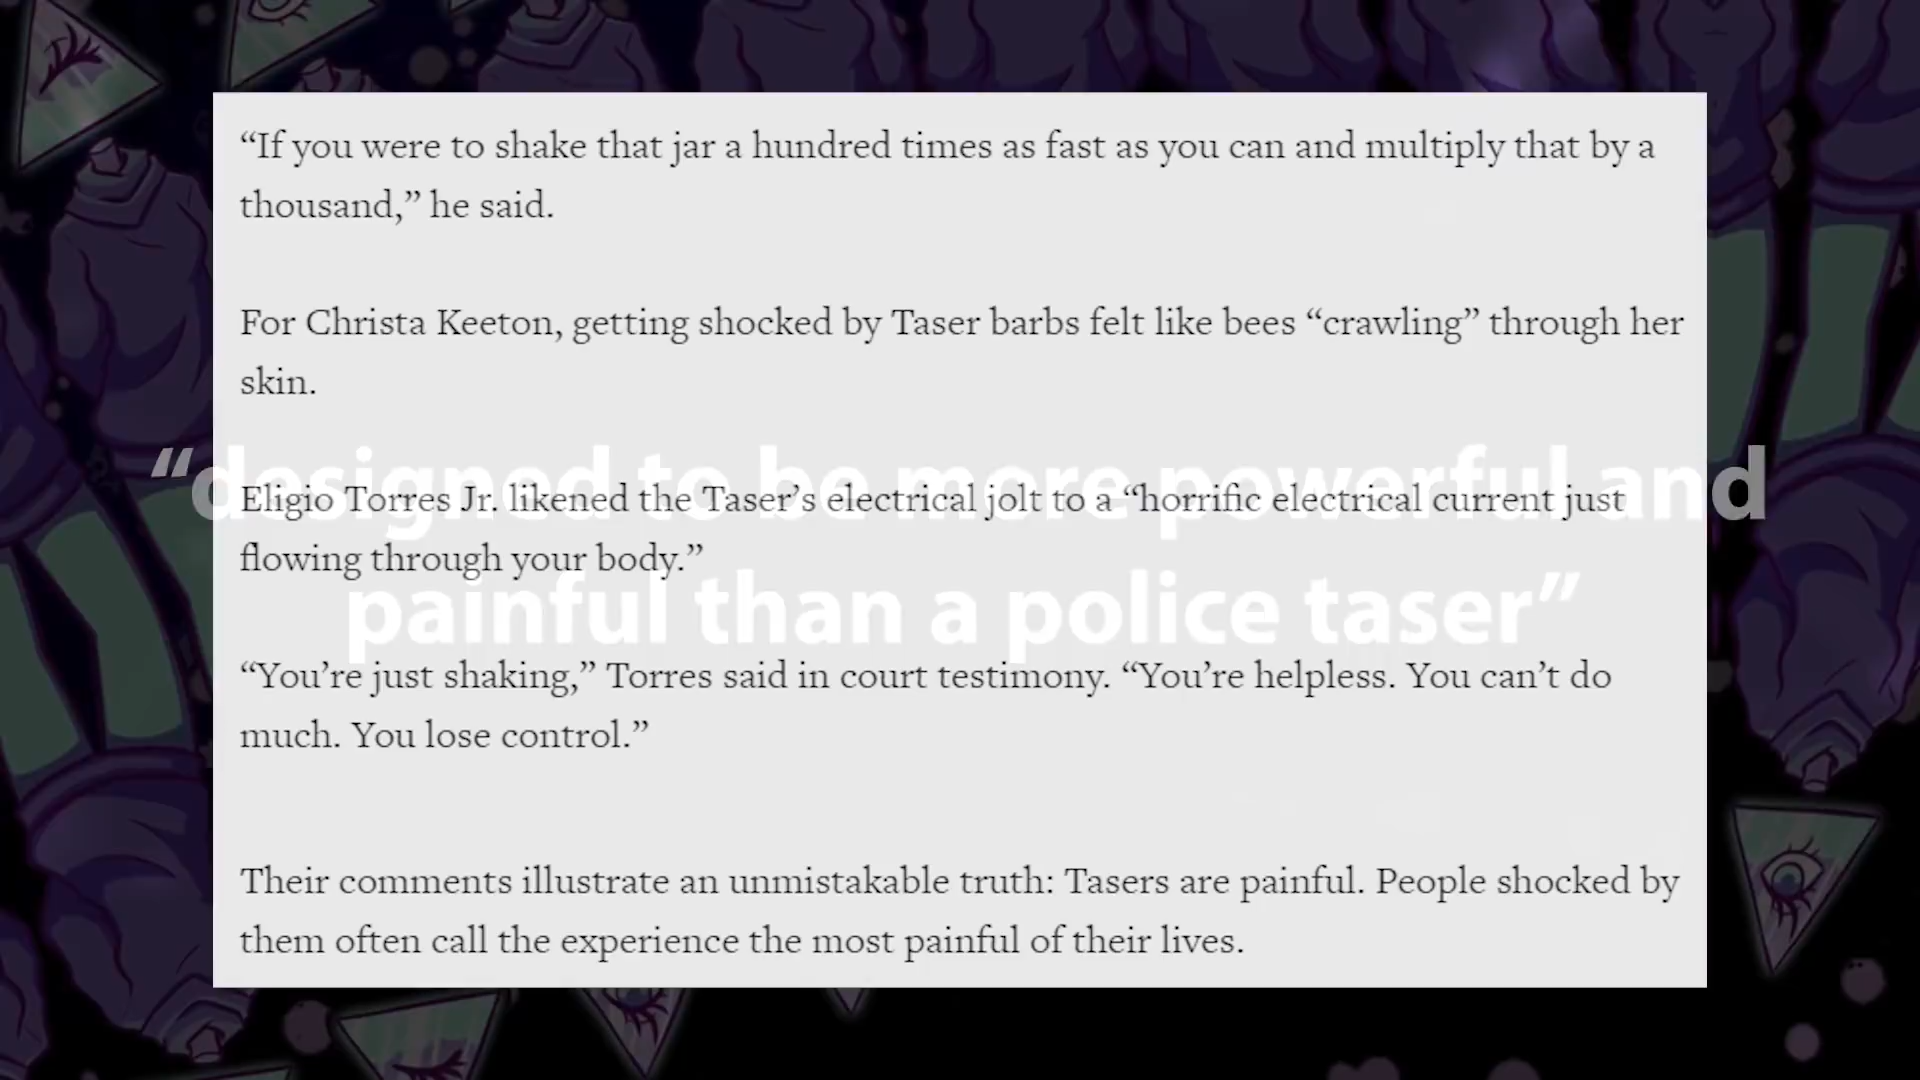 “If you were to shake that jar a hundred times as fast as you can and multiply that by a
thousand,” he said.
For Christa Keeton, getting shocked by Taser barbs felt like bees “crawling” through her
skin.
“designed to be more powerful and
Eligio Torres Jr. likened the Taser’s electrical jolt to a “horrific electrical current just
flowing through your body.”
painful than a police taser”
“You’re just shaking,” Torres said in court testimony. “You’re helpless. You can’t do
much. You lose control.”
Their comments illustrate an unmistakable truth: Tasers are painful. People shocked by
them often call the experience the most painful of their lives.